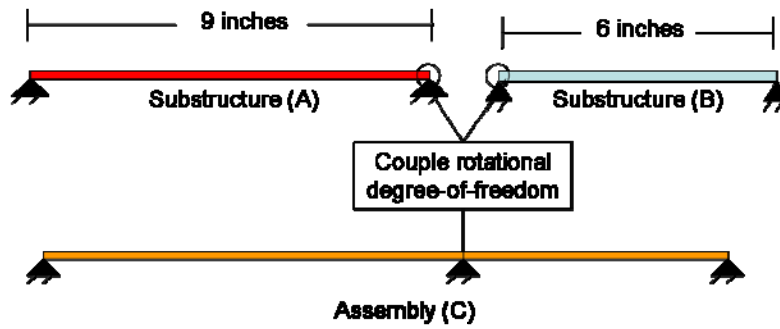 9 inches
6 inches
Substructure (A)
Substructure (B)
Couple rotational
degree-of-freedom
Assembly (C)